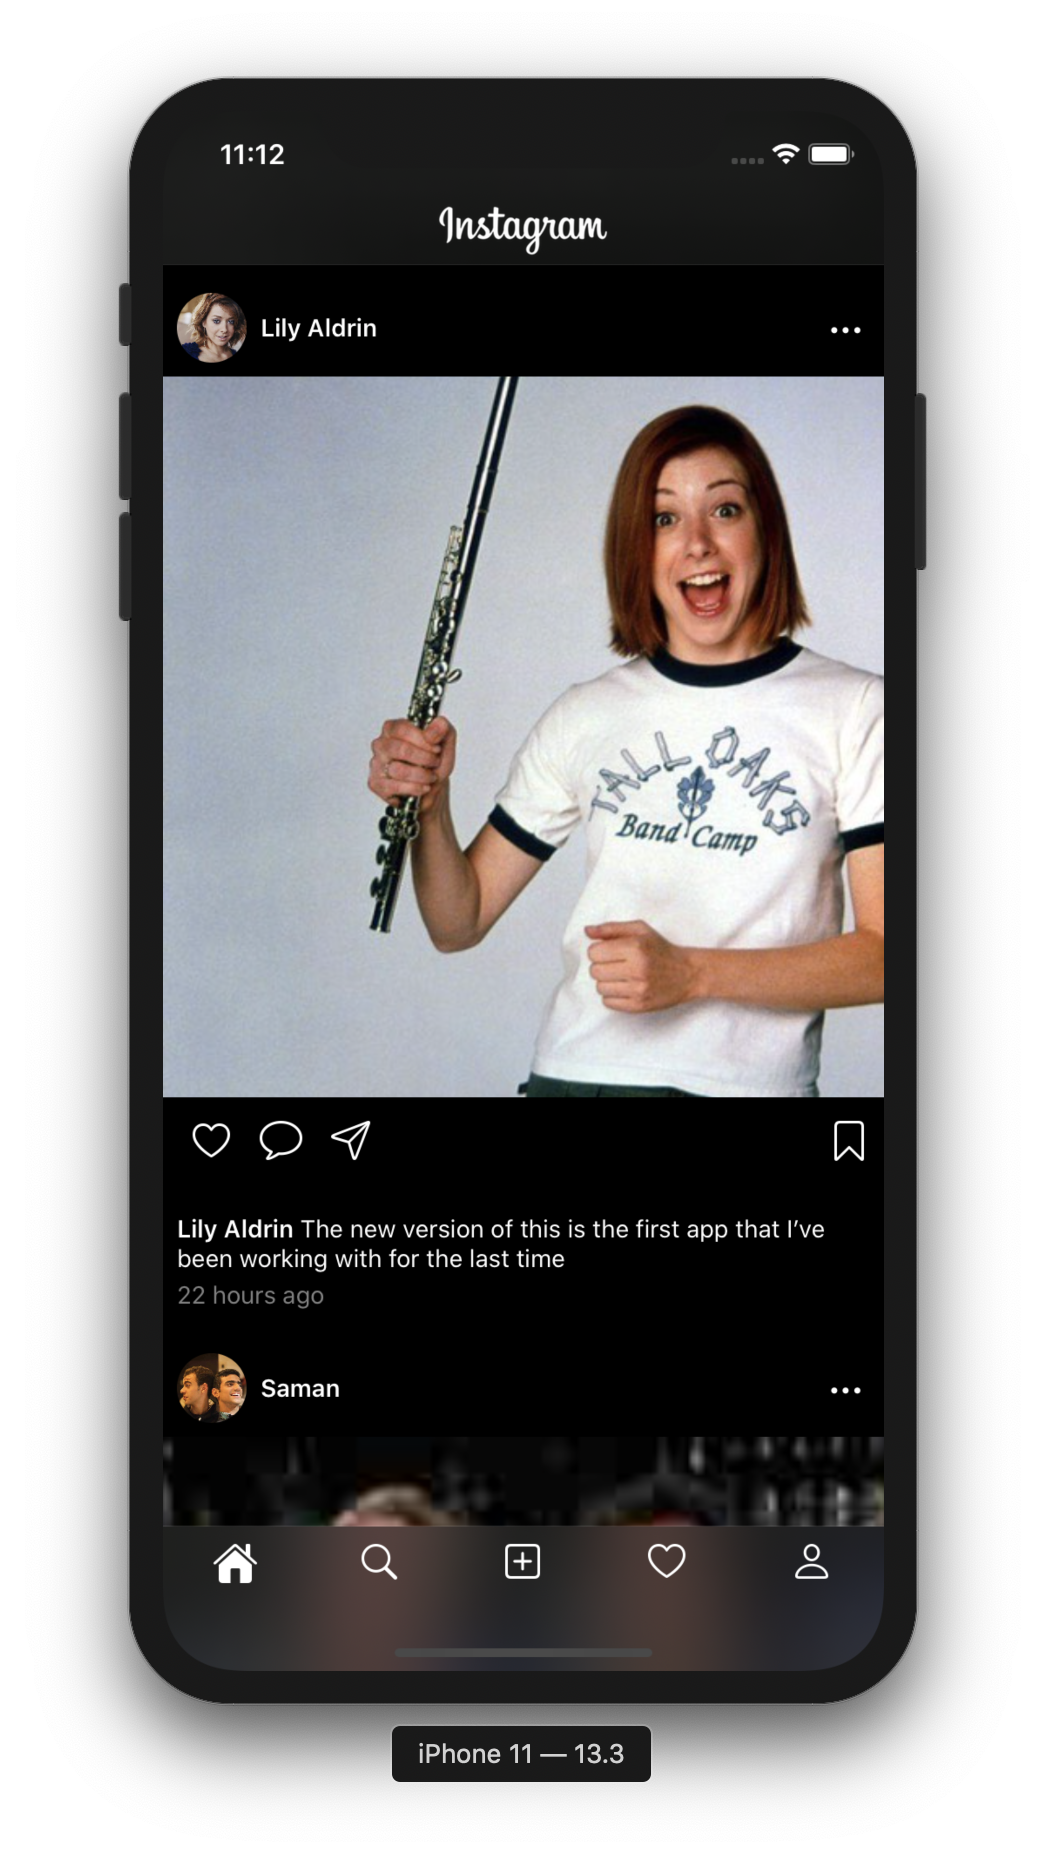 11:12
Instagram
Lily Aldrin
TALL OAKS
Band Camp
Lily Aldrin The new version of this is the first app that I’ve
been working with for the last time
22 hours ago
Saman
iPhone 11 — 13.3